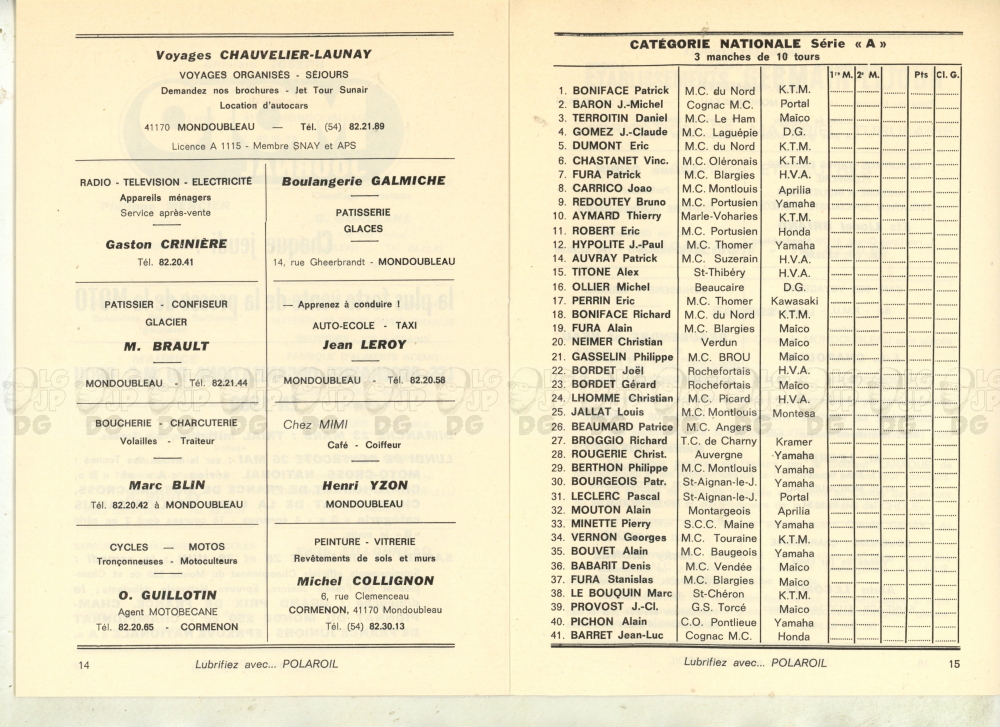 Voyages CHAUVELIER-LAUNAY
VOYAGES ORGANISÉS - SÉJOURS
Demandez nos brochures - Jet Tour Sunair
Location d'autocars
41170 MONDOUBLEAU — Tél. (54) 82.21.89
Licence A 1115 - Membre SNAY et APS
RADIO - TELEVISION - ELECTRICITÉ
Appareils ménagers
Service après-vente
Gaston CRINIÈRE
Tél. 82.20.41
Boulangerie GALMICHE
PATISSERIE
GLACES
14, rue Gheerbrandt - MONDOUBLEAU
PATISSIER - CONFISEUR
GLACIER
M. BRAULT
MONDOUBLEAU - Tél. 82.21.44
— Apprenez à conduire !
AUTO-ECOLE - TAXI
Jean LEROY
MONDOUBLEAU - Tél. 82.20.58
BOUCHERIE - CHARCUTERIE
Volailles - Traiteur
Marc BLIN
Tél. 82.20.42 à MONDOUBLEAU
Chez MIMI
Café - Coiffeur
Henri YZON
MONDOUBLEAU
CYCLES — MOTOS
Tronçonneuses - Motoculteurs
O. GUILLOTIN
Agent MOTOBECANE
Tél. 82.20.65 - CORMENON
PEINTURE - VITRERIE
Revêtements de sols et murs
Michel COLLIGNON
6, rue Clemenceau
CORMENON, 41170 Mondoubleau
Tél. (54) 82.30.13
14 Lubrifiez avec... POLAROIL
CATÉGORIE NATIONALE Série « A »
3 manches de 10 tours
1re M. 2e M. Pts Cl. G.
1. BONIFACE Patrick M.C. du Nord K.T.M.
2. BARON J.-Michel Cognac M.C. Portal
3. TERROITIN Daniel M.C. Le Ham Maïco
4. GOMEZ J.-Claude M.C. Laguépie D.G.
5. DUMONT Eric M.C. du Nord K.T.M.
6. CHASTANET Vinc. M.C. Oléronais K.T.M.
7. FURA Patrick M.C. Blargies H.V.A.
8. CARRICO Joao M.C. Montlouis Aprilia
9. REDOUTEY Bruno M.C. Portusien Yamaha
10. AYMARD Thierry Marle-Voharies K.T.M.
11. ROBERT Eric M.C. Portusien Honda
12. HYPOLITE J.-Paul M.C. Thomer Yamaha
14. AUVRAY Patrick M.C. Suzerain H.V.A.
15. TITONE Alex St-Thibéry H.V.A.
16. OLLIER Michel Beaucaire D.G.
17. PERRIN Eric M.C. Thomer Kawasaki
18. BONIFACE Richard M.C. du Nord K.T.M.
19. FURA Alain M.C. Blargies Maïco
20. NEIMER Christian Verdun Maïco
21. GASSELIN Philippe M.C. BROU Maïco
22. BORDET Joël Rochefortais H.V.A.
23. BORDET Gérard Rochefortais Maïco
24. LHOMME Christian M.C. Picard H.V.A.
25. JALLAT Louis M.C. Montlouis Montesa
26. BEAUMARD Patrice M.C. Angers
27. BROGGIO Richard T.C. de Charny Kramer
28. ROUGERIE Christ. Auvergne Yamaha
29. BERTHON Philippe M.C. Montlouis Yamaha
30. BOURGEOIS Patr. St-Aignan-le-J. Yamaha
31. LECLERC Pascal St-Aignan-le-J. Portal
32. MOUTON Alain Montargeois Aprilia
33. MINETTE Pierry S.C.C. Maine Yamaha
34. VERNON Georges M.C. Touraine K.T.M.
35. BOUVET Alain M.C. Baugeois Yamaha
36. BABARIT Denis M.C. Vendée Maïco
37. FURA Stanislas M.C. Blargies Maïco
38. LE BOUQUIN Marc St-Chéron K.T.M.
39. PROVOST J.-Cl. G.S. Torcé Maïco
40. PICHON Alain C.O. Pontlieue Yamaha
41. BARRET Jean-Luc Cognac M.C. Honda
Lubrifiez avec... POLAROIL 15